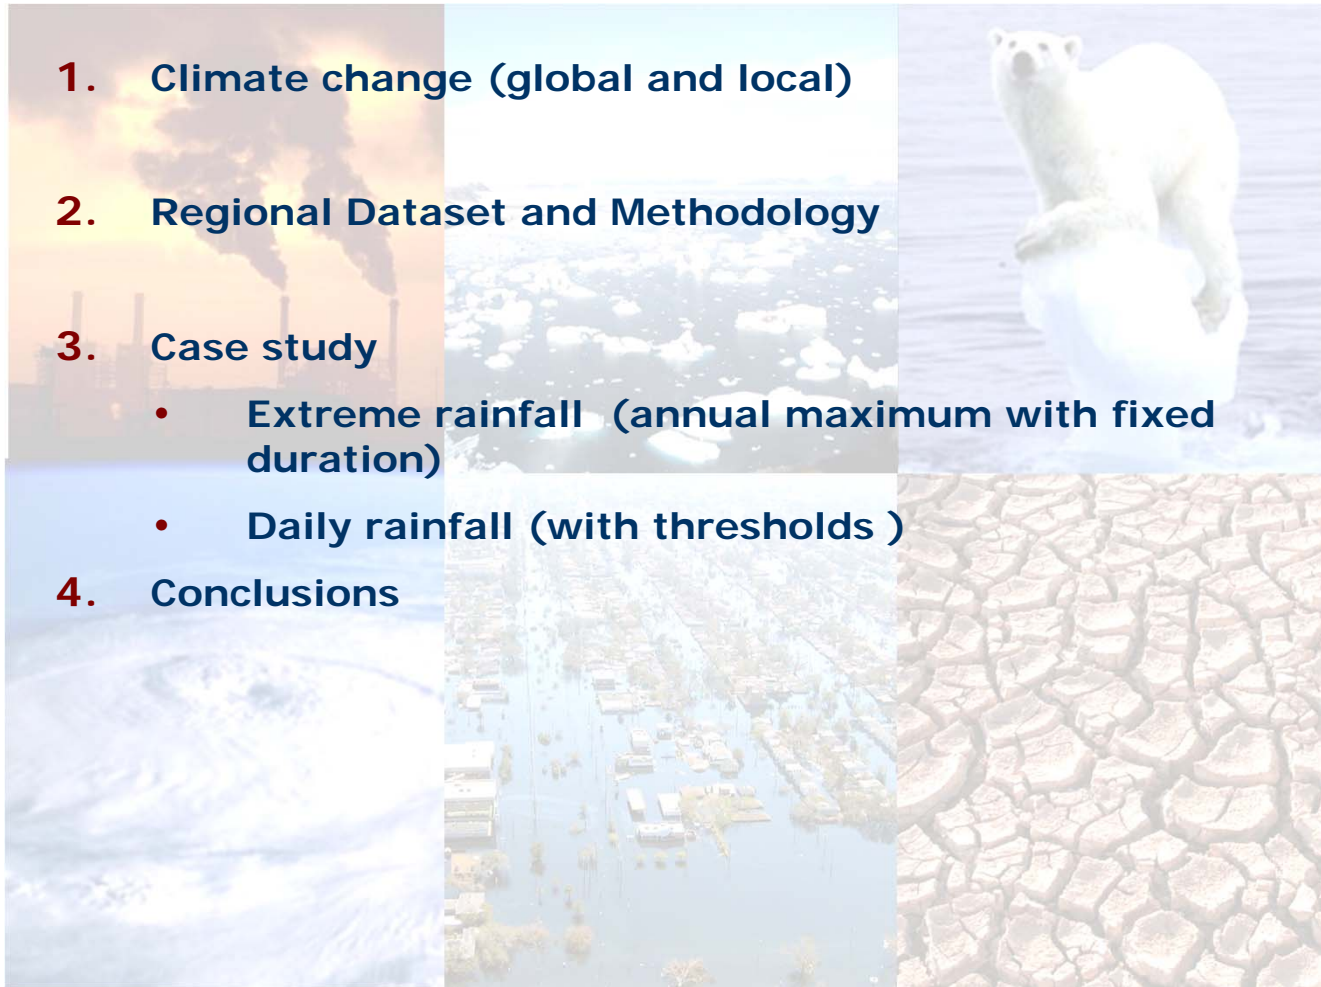 1. Climate change (global and local)
2. Regional Dataset and Methodology
3. Case study
• Extreme rainfall (annual maximum with fixed
duration)
• Daily rainfall (with thresholds )
4. Conclusions